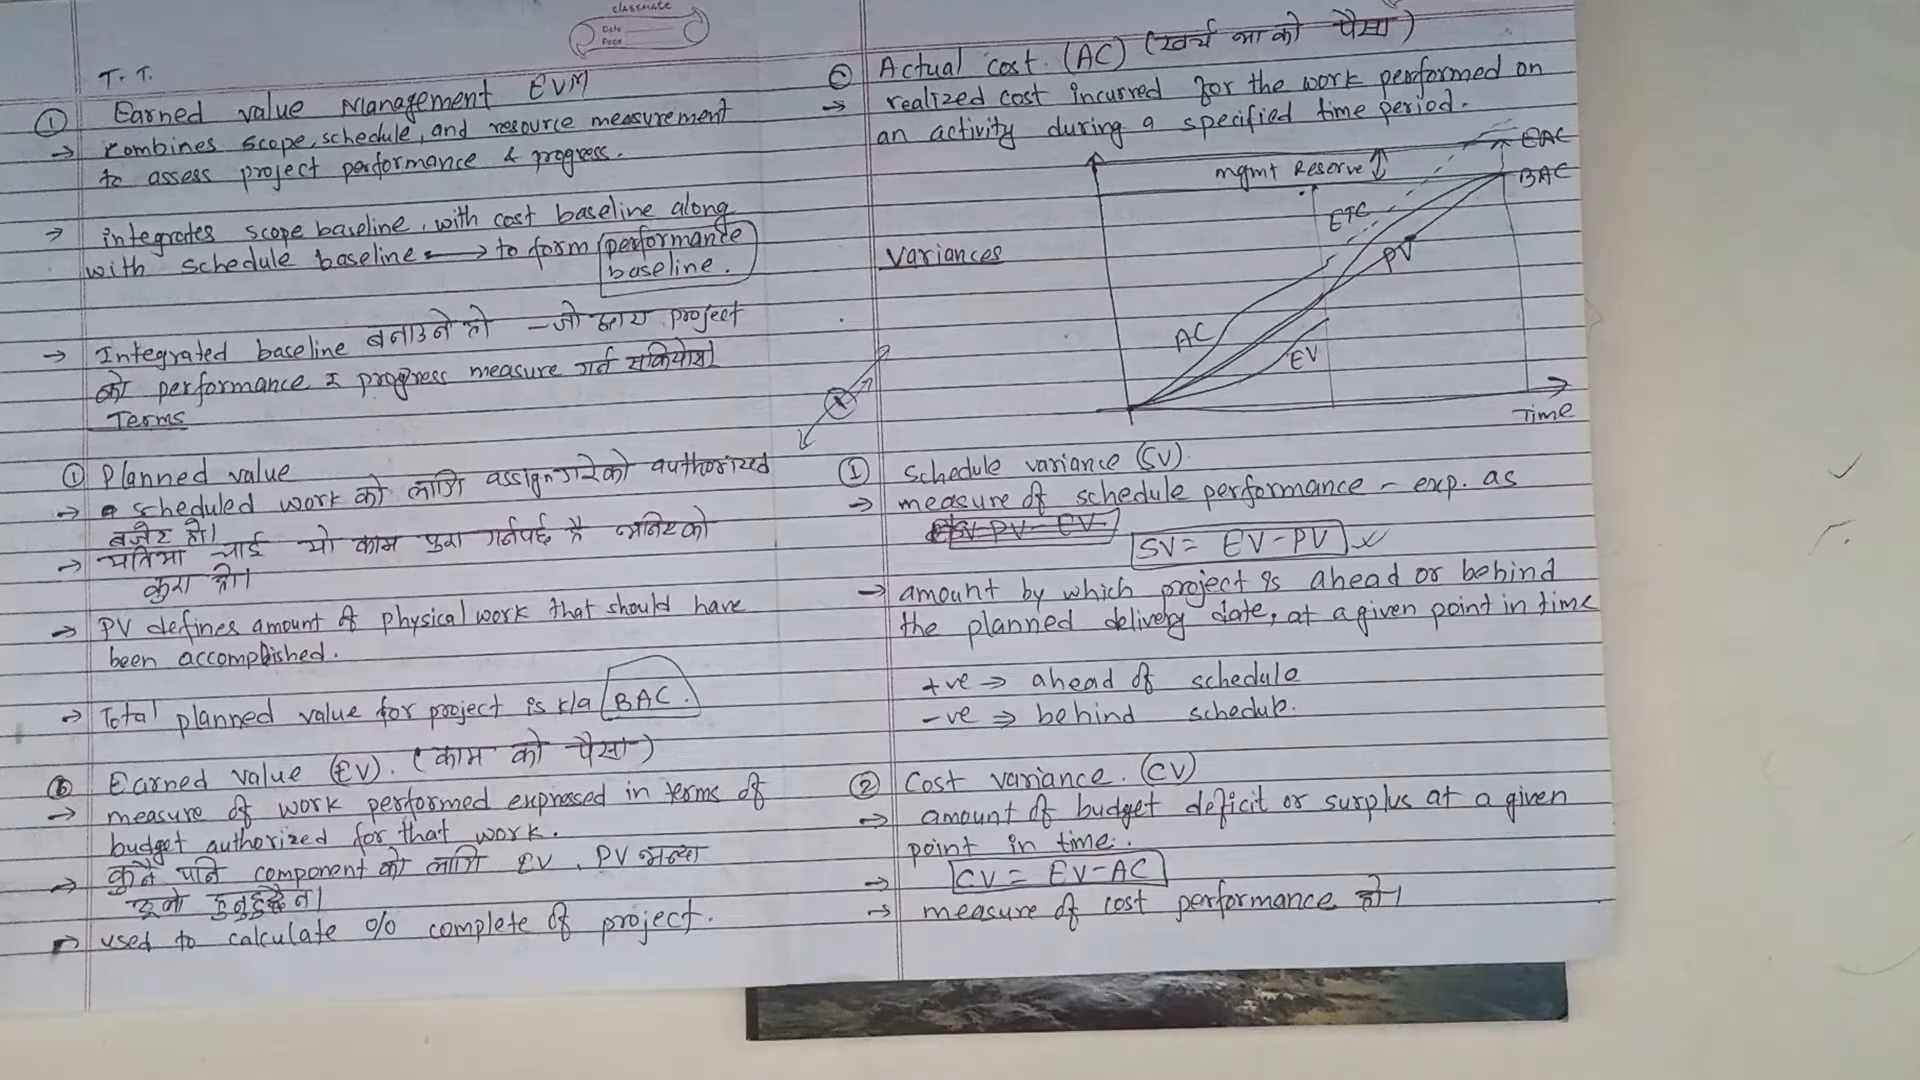 classmate
Date
Page
T.T.
① Earned value Management EVM
→ combines scope, schedule, and resource measurement
to assess project performance & progress.
→ integrates scope baseline, with cost baseline along
with schedule baseline → to form performance
baseline.
→ Integrated baseline बनाउने हो - जो द्वारा project
को performance र progress measure गर्न सकियोस।
Terms
① Planned value
→ scheduled work को लागि assign गरेको authorized
बजेट हो।
→ यतिमा चाई यो काम पुरा गर्नुपर्छ है भनेको
कुरा हो।
→ PV defines amount of physical work that should have
been accomplished.
→ Total planned value for project is k/a BAC.
ⓑ Earned value (EV). (काम को पैसा)
→ measure of work performed expressed in terms of
budget authorized for that work.
→ कुनै पनि component को लागि EV, PV भन्दा
हुनुहुदैन।
→ used to calculate % complete of project.
ⓒ Actual cost (AC) (खर्च भाको पैसा)
→ realized cost incurred for the work performed on
an activity during a specified time period.
EAC
mgmt Reserve
BAC
ETC
Variances
PV
AC
EV
Time
① Schedule variance (SV).
→ measure of schedule performance - exp. as
SV = PV - EV
SV = EV - PV
→ amount by which project is ahead or behind
the planned delivery date, at a given point in time
+ve ⇒ ahead of schedule
-ve ⇒ behind schedule.
② Cost variance. (CV)
→ amount of budget deficit or surplus at a given
point in time.
→ CV = EV - AC
→ measure of cost performance हो।